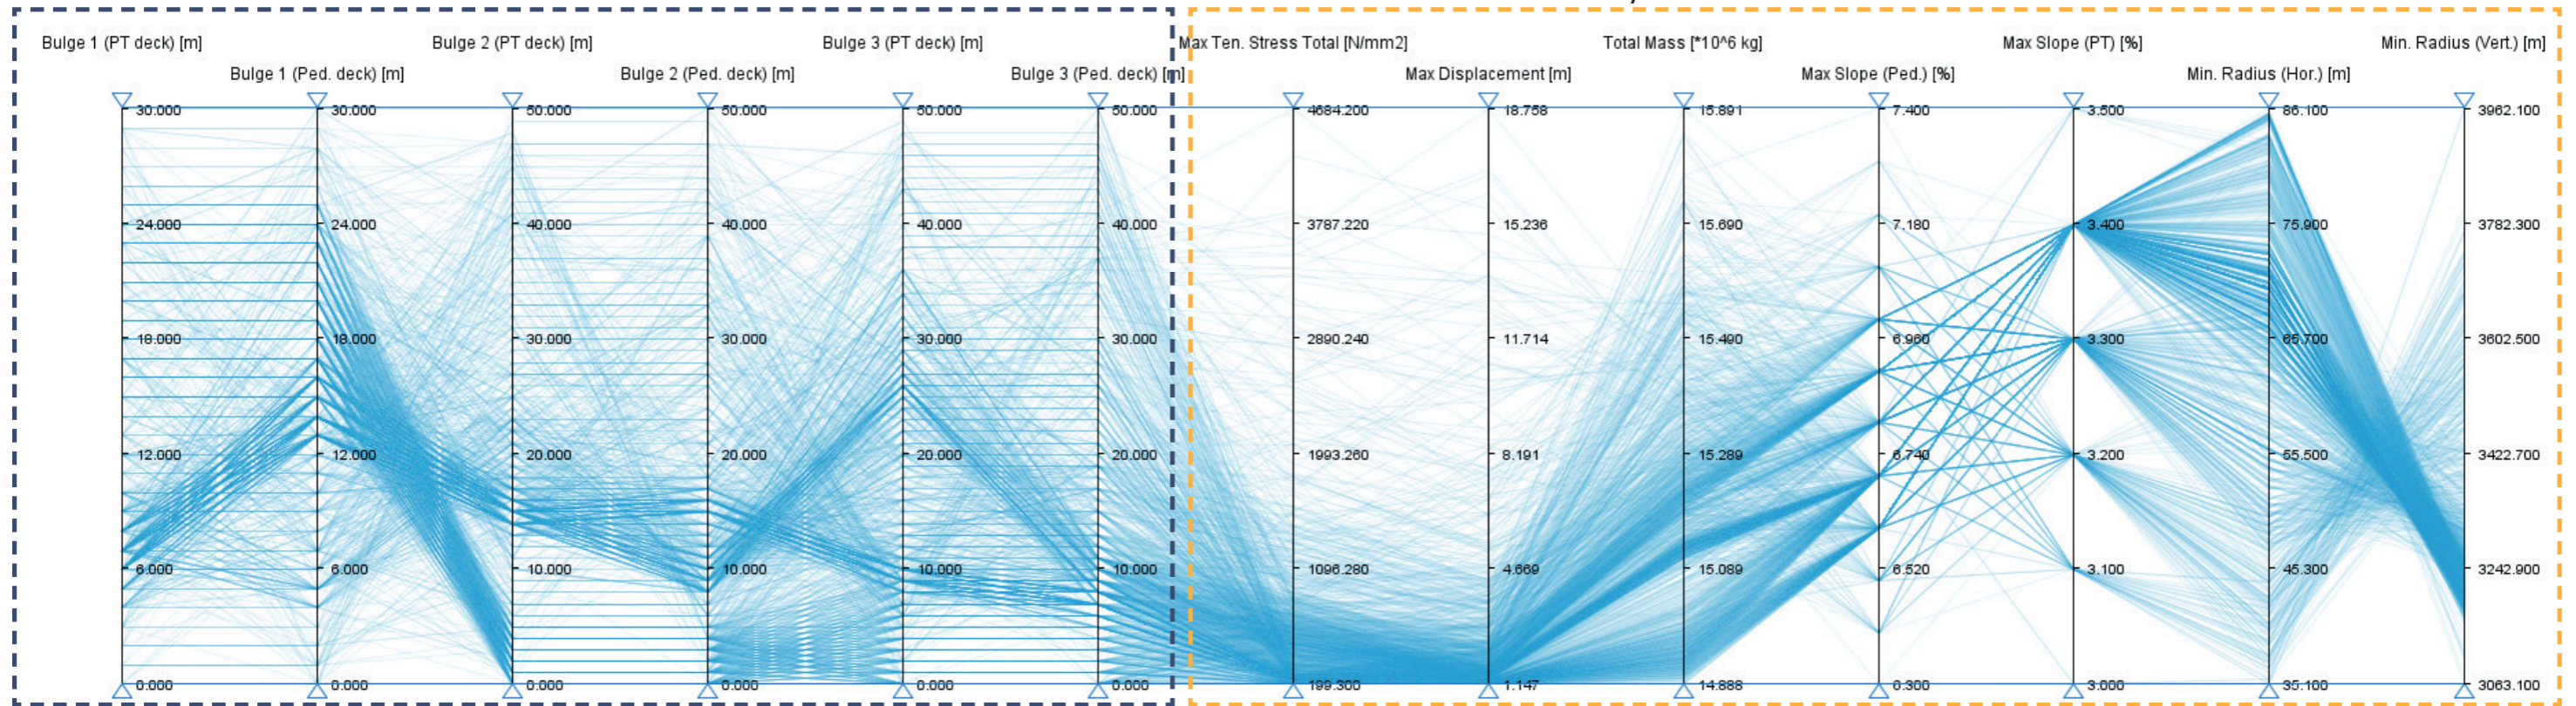 Bulge 1 (PT deck) [m]
Bulge 2 (PT deck) [m]
Bulge 3 (PT deck) [m]
Max Ten. Stress Total [N/mm2]
Total Mass [*10^6 kg]
Max Slope (PT) [%]
Min. Radius (Vert.) [m]
Bulge 1 (Ped. deck) [m]
Bulge 2 (Ped. deck) [m]
Bulge 3 (Ped. deck) [m]
Max Displacement [m]
Max Slope (Ped.) [%]
Min. Radius (Hor.) [m]
30.000 30.000 50.000 50.000 50.000 50.000 4684.200 18.758 15.891 7.400 3.500 86.100 3962.100
24.000 24.000 40.000 40.000 40.000 40.000 3787.220 15.236 15.690 7.180 3.400 75.900 3782.300
18.000 18.000 30.000 30.000 30.000 30.000 2890.240 11.714 15.490 6.960 3.300 65.700 3602.500
12.000 12.000 20.000 20.000 20.000 20.000 1993.260 8.191 15.289 6.740 3.200 55.500 3422.700
6.000 6.000 10.000 10.000 10.000 10.000 1096.280 4.669 15.089 6.520 3.100 45.300 3242.900
0.000 0.000 0.000 0.000 0.000 0.000 199.300 1.147 14.888 6.300 3.000 35.100 3063.100